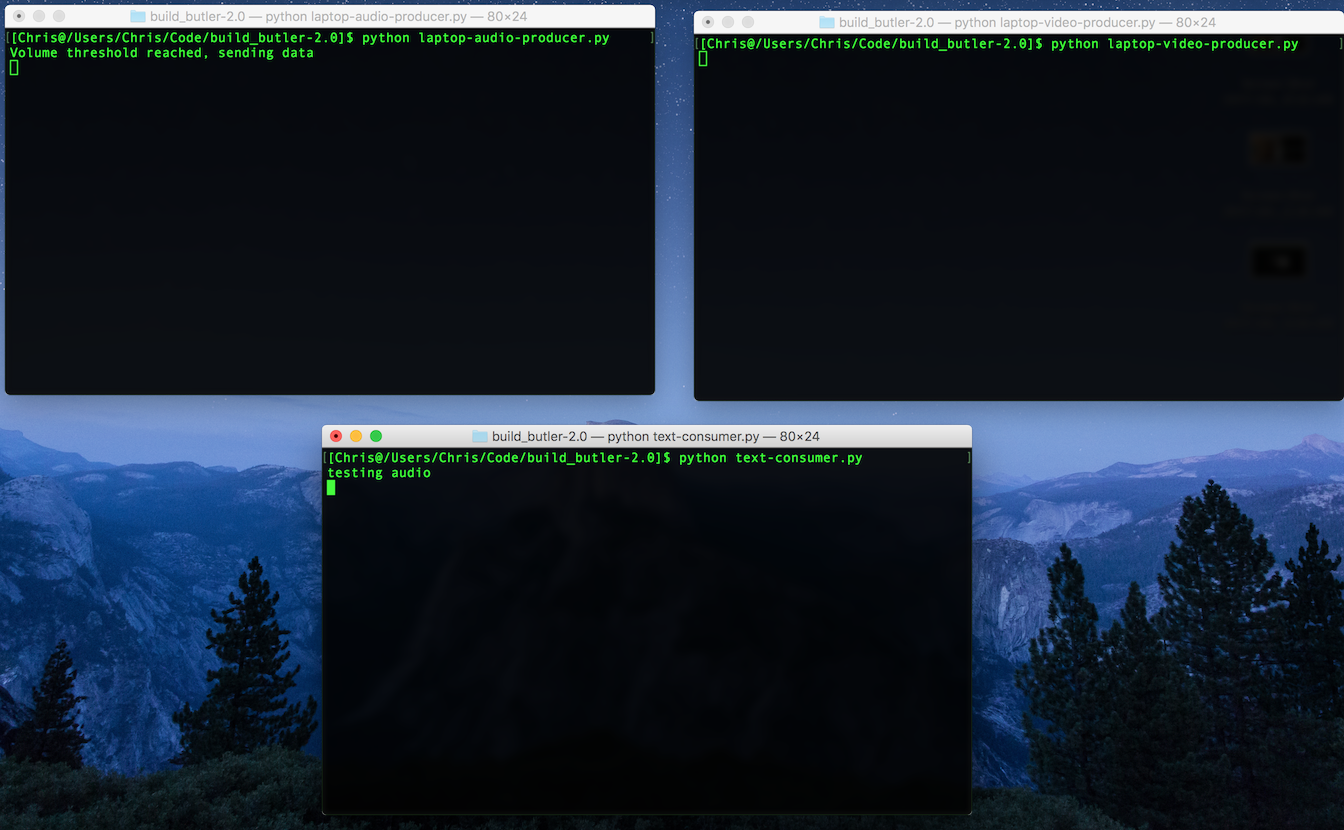 build_butler-2.0 — python laptop-audio-producer.py — 80×24
[[Chris@/Users/Chris/Code/build_butler-2.0]$ python laptop-audio-producer.py ]
Volume threshold reached, sending data
build_butler-2.0 — python laptop-video-producer.py — 80×24
[[Chris@/Users/Chris/Code/build_butler-2.0]$ python laptop-video-producer.py ]
build_butler-2.0 — python text-consumer.py — 80×24
[[Chris@/Users/Chris/Code/build_butler-2.0]$ python text-consumer.py ]
testing audio